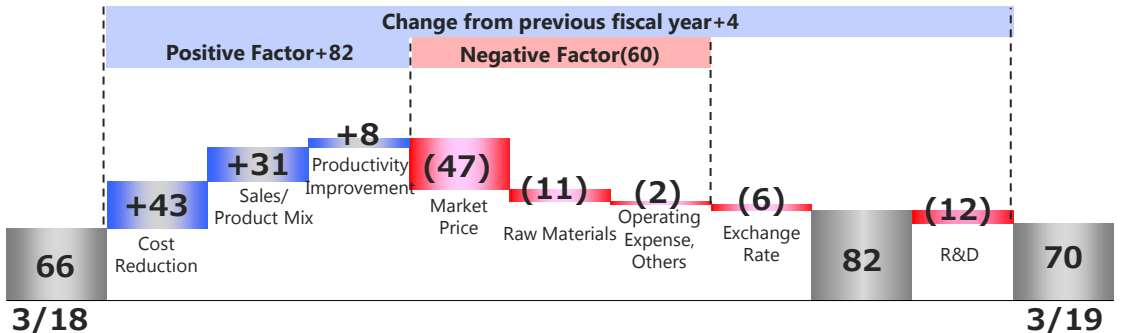 Change from previous fiscal year+4
Positive Factor+82
Negative Factor(60)
66
+43
Cost
Reduction
+31
Sales/
Product Mix
+8
Productivity
Improvement
(47)
Market
Price
(11)
Raw Materials
(2)
Operating
Expense,
Others
(6)
Exchange
Rate
82
(12)
R&D
70
3/18
3/19